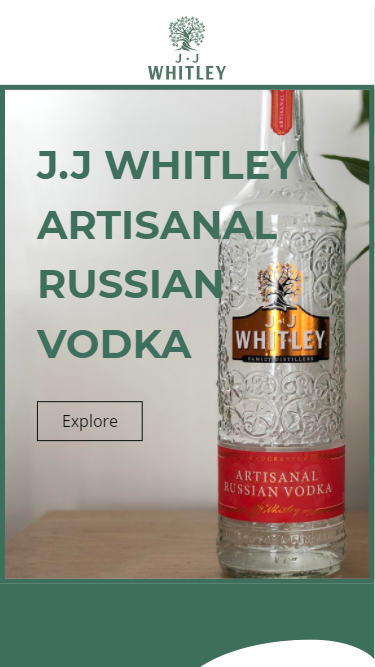 J·J
WHITLEY
J.J WHITLEY
ARTISANAL
RUSSIAN
VODKA
Explore
J·J
WHITLEY
FAMILY DISTILLERS
ARTISANAL
RUSSIAN VODKA